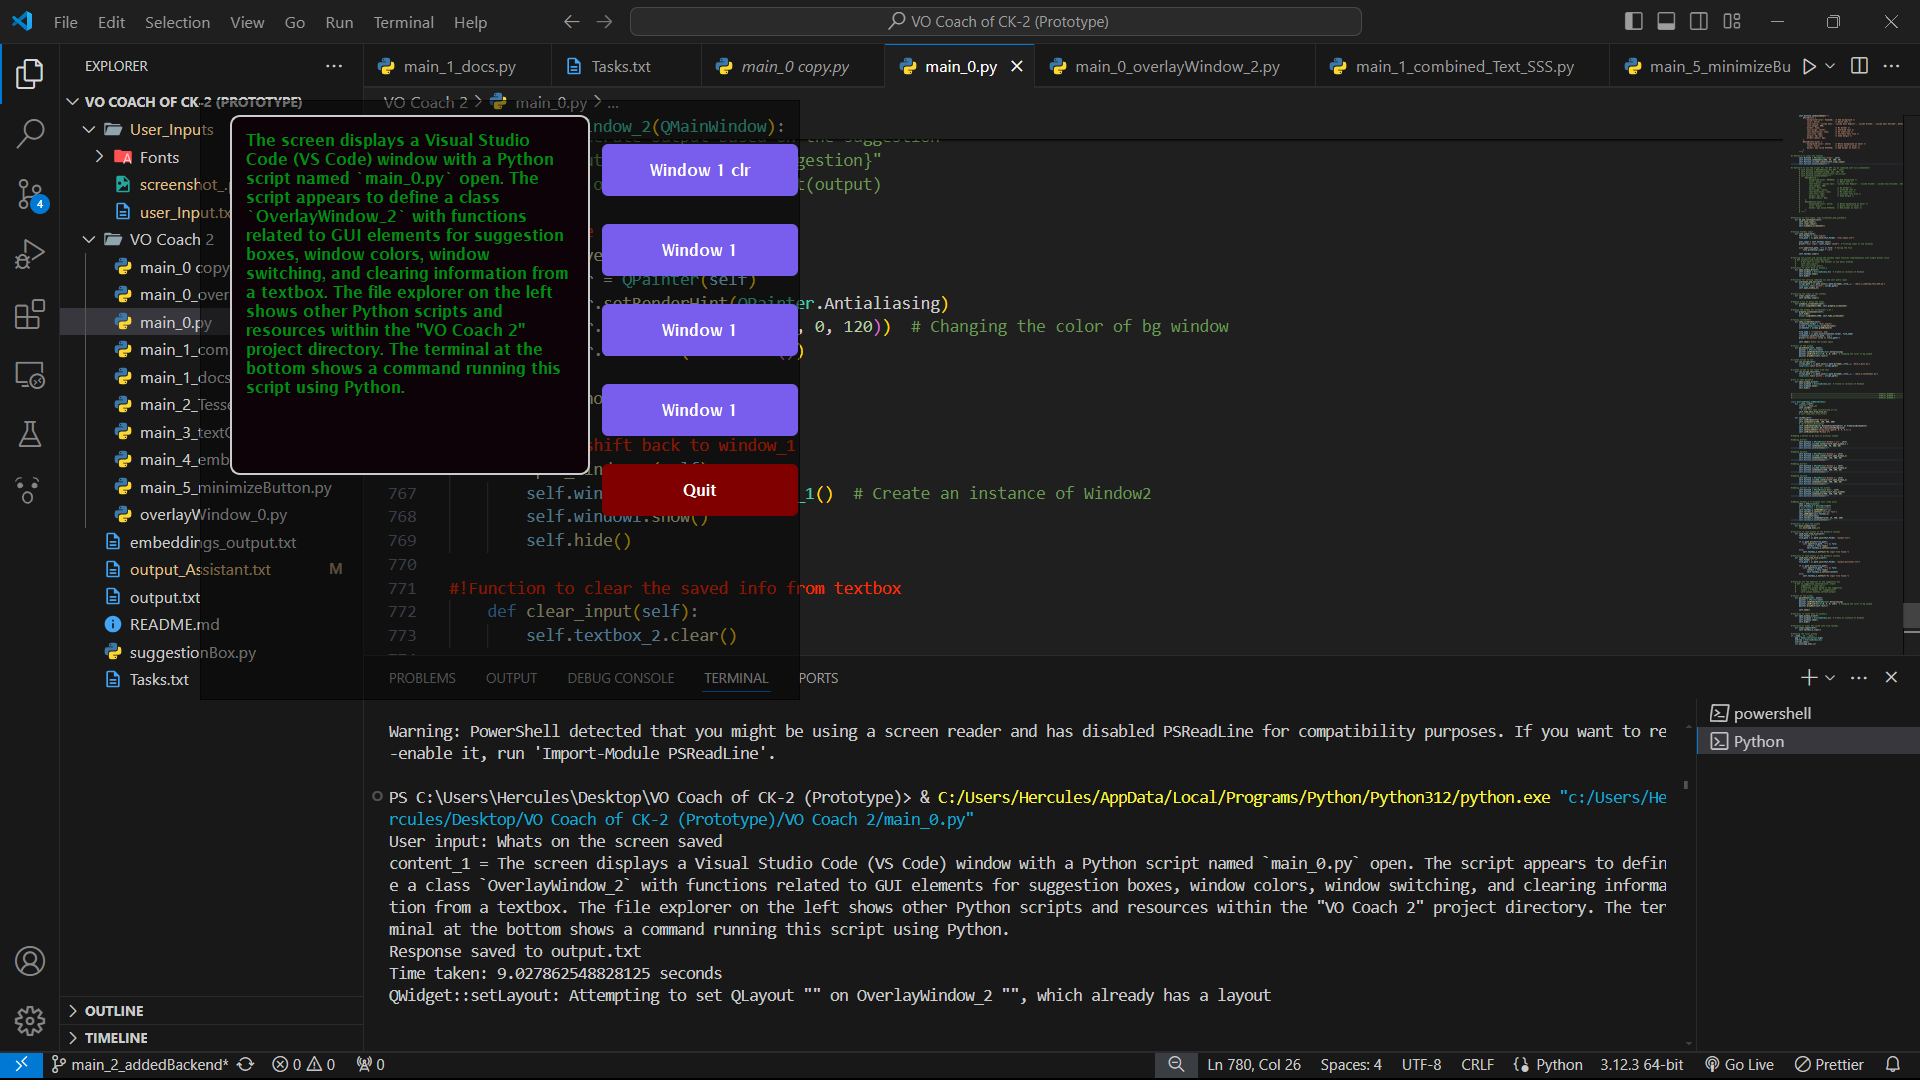 File Edit Selection View Go Run Terminal Help
VO Coach of CK-2 (Prototype)
EXPLORER
main_1_docs.py
Tasks.txt
main_0 copy.py
main_0.py
main_0_overlayWindow_2.py
main_1_combined_Text_SSS.py
main_5_minimizeBu
VO COACH OF CK-2 (PROTOTYPE)
User_Inputs
Fonts
screenshot_.
user_Input.tx
VO Coach 2
main_0 copy
main_0_over
main_0.py
main_1_com
main_1_docs
main_2_Tesse
main_3_text
main_4_emb
main_5_minimizeButton.py
overlayWindow_0.py
embeddings_output.txt
output_Assistant.txt M
output.txt
README.md
suggestionBox.py
Tasks.txt
OUTLINE
TIMELINE
4
VO Coach 2 > main_0.py > ...
The screen displays a Visual Studio
Code (VS Code) window with a Python
script named `main_0.py` open. The
script appears to define a class
`OverlayWindow_2` with functions
related to GUI elements for suggestion
boxes, window colors, window
switching, and clearing information from
a textbox. The file explorer on the left
shows other Python scripts and
resources within the "VO Coach 2"
project directory. The terminal at the
bottom shows a command running this
script using Python.
Window 1 clr
Window 1
Window 1
Window 1
Quit
indow_2(QMainWindow):
gestion}"
t(output)
= QPainter(self)
r.setRenderHint(QPainter.Antialiasing)
, 0, 120)) # Changing the color of bg window
shift back to window_1
767 self.win _1() # Create an instance of Window2
768 self.window1.show()
769 self.hide()
770
771 #!Function to clear the saved info from textbox
772 def clear_input(self):
773 self.textbox_2.clear()
PROBLEMS OUTPUT DEBUG CONSOLE TERMINAL PORTS
powershell
Python
Warning: PowerShell detected that you might be using a screen reader and has disabled PSReadLine for compatibility purposes. If you want to re
-enable it, run 'Import-Module PSReadLine'.
PS C:\Users\Hercules\Desktop\VO Coach of CK-2 (Prototype)> & C:/Users/Hercules/AppData/Local/Programs/Python/Python312/python.exe "c:/Users/He
rcules/Desktop/VO Coach of CK-2 (Prototype)/VO Coach 2/main_0.py"
User input: Whats on the screen saved
content_1 = The screen displays a Visual Studio Code (VS Code) window with a Python script named `main_0.py` open. The script appears to defin
e a class `OverlayWindow_2` with functions related to GUI elements for suggestion boxes, window colors, window switching, and clearing informa
tion from a textbox. The file explorer on the left shows other Python scripts and resources within the "VO Coach 2" project directory. The ter
minal at the bottom shows a command running this script using Python.
Response saved to output.txt
Time taken: 9.027862548828125 seconds
QWidget::setLayout: Attempting to set QLayout "" on OverlayWindow_2 "", which already has a layout
main_2_addedBackend* 0 0 0
Ln 780, Col 26 Spaces: 4 UTF-8 CRLF Python 3.12.3 64-bit Go Live Prettier